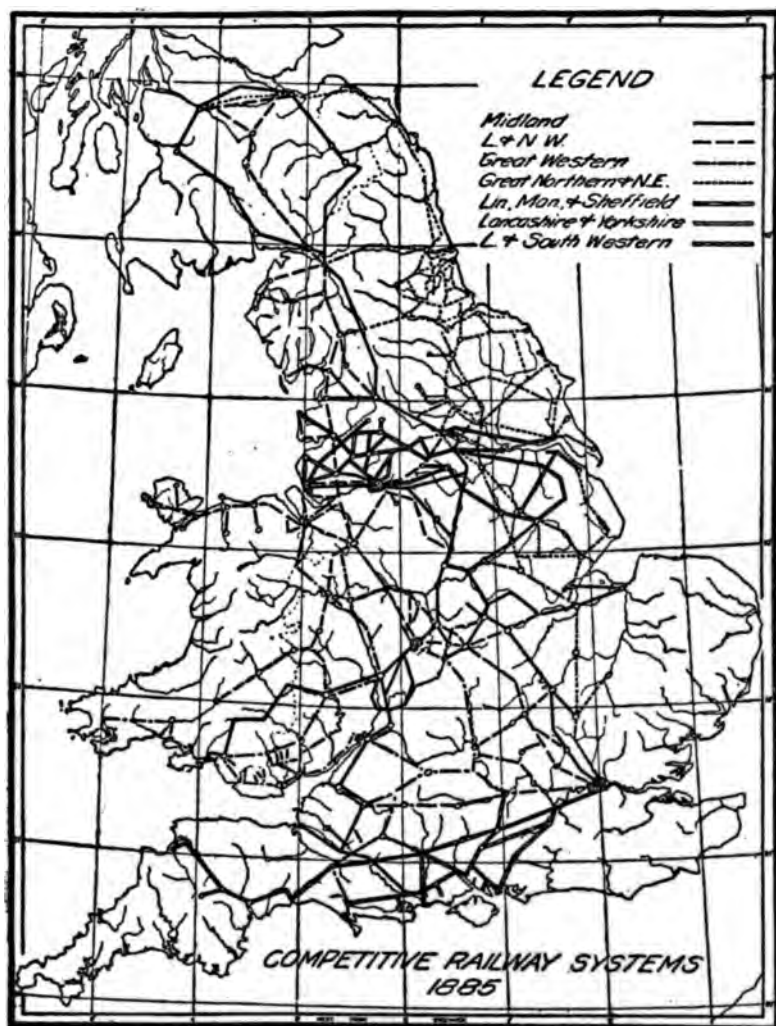 LEGEND
Midland
L & N W.
Great Western
Great Northern & N.E.
Lin, Man, & Sheffield
Lancashire & Yorkshire
L & South Western
COMPETITIVE RAILWAY SYSTEMS
1885